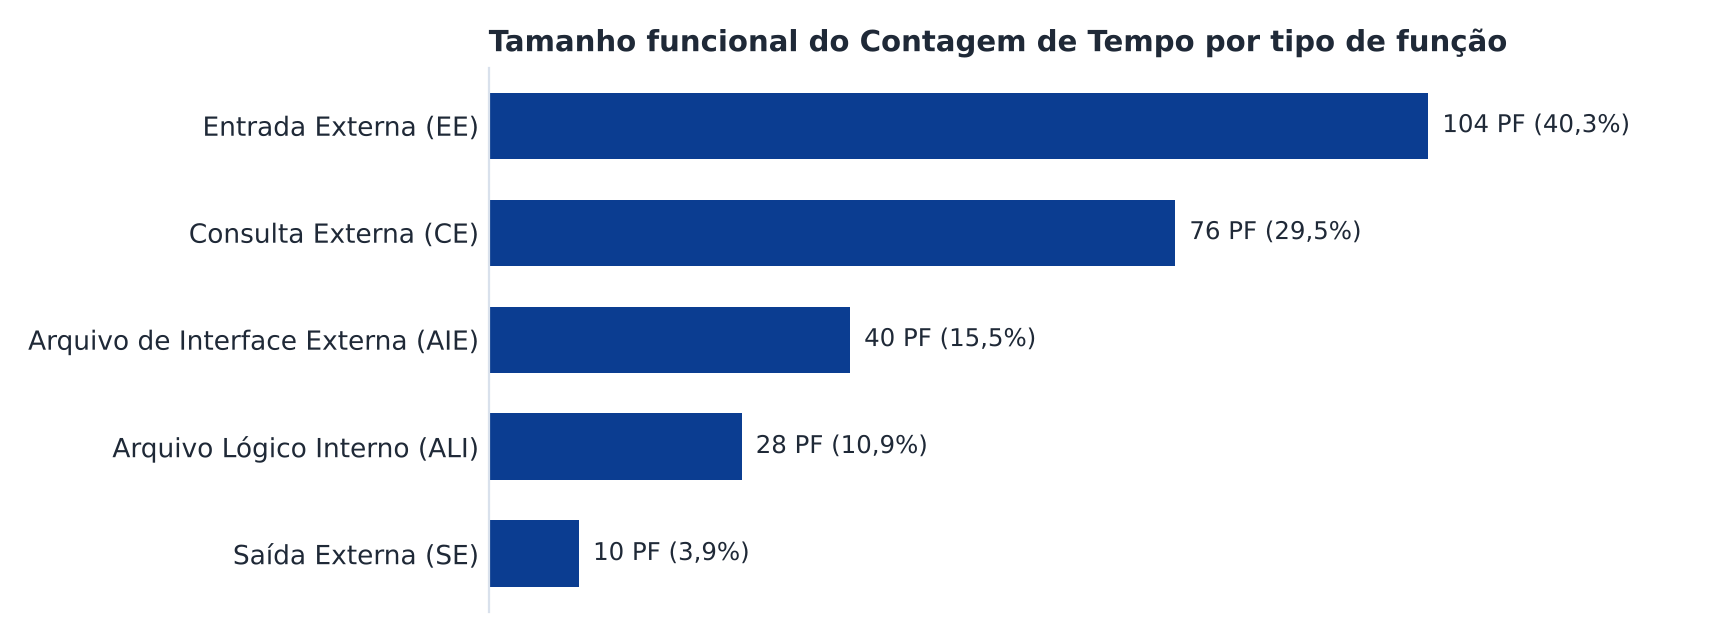 Tamanho funcional do Contagem de Tempo por tipo de função
Entrada Externa (EE) 104 PF (40,3%)
Consulta Externa (CE) 76 PF (29,5%)
Arquivo de Interface Externa (AIE) 40 PF (15,5%)
Arquivo Lógico Interno (ALI) 28 PF (10,9%)
Saída Externa (SE) 10 PF (3,9%)